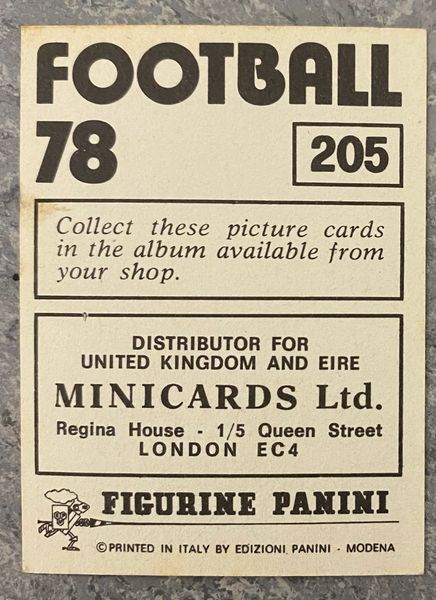 FOOTBALL
78
205
Collect these picture cards
in the album available from
your shop.
DISTRIBUTOR FOR
UNITED KINGDOM AND EIRE
MINICARDS Ltd.
Regina House - 1/5 Queen Street
LONDON EC4
FIGURINE PANINI
© PRINTED IN ITALY BY EDIZIONI PANINI - MODENA